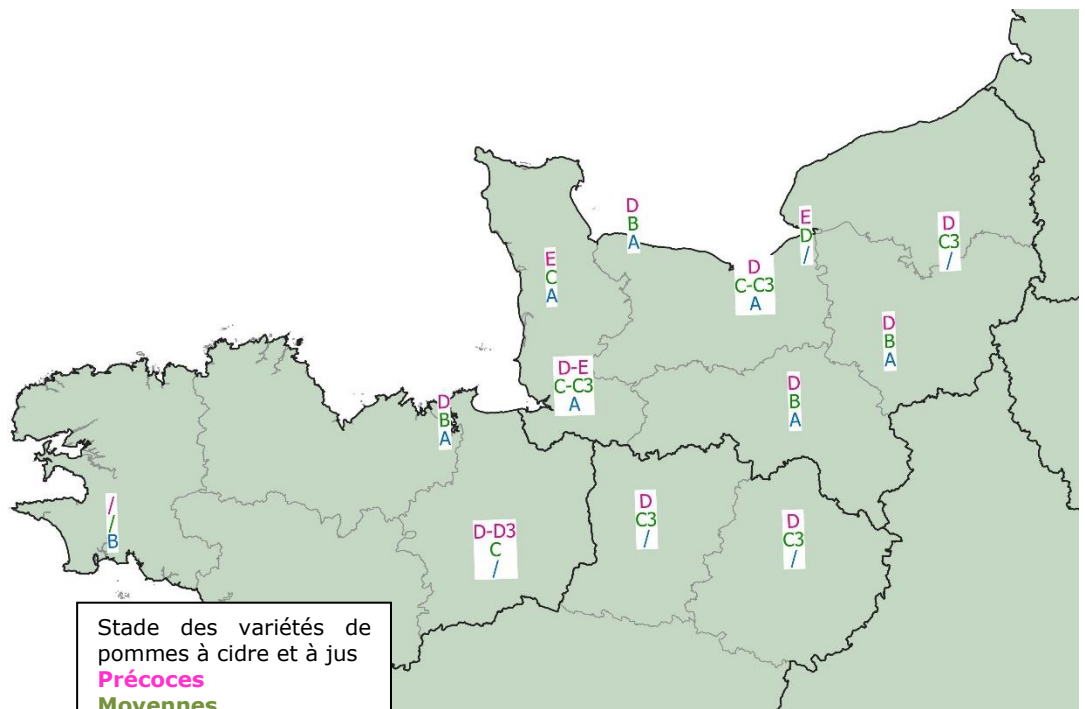 D
B
A
E
D
/
D
C3
/
E
C
A
D
C-C3
A
D
B
A
D-E
C-C3
A
D
B
A
D
B
A
/
/
B
D-D3
C
/
D
C3
/
D
C3
/
Stade des variétés de
pommes à cidre et à jus
Précoces
Moyennes